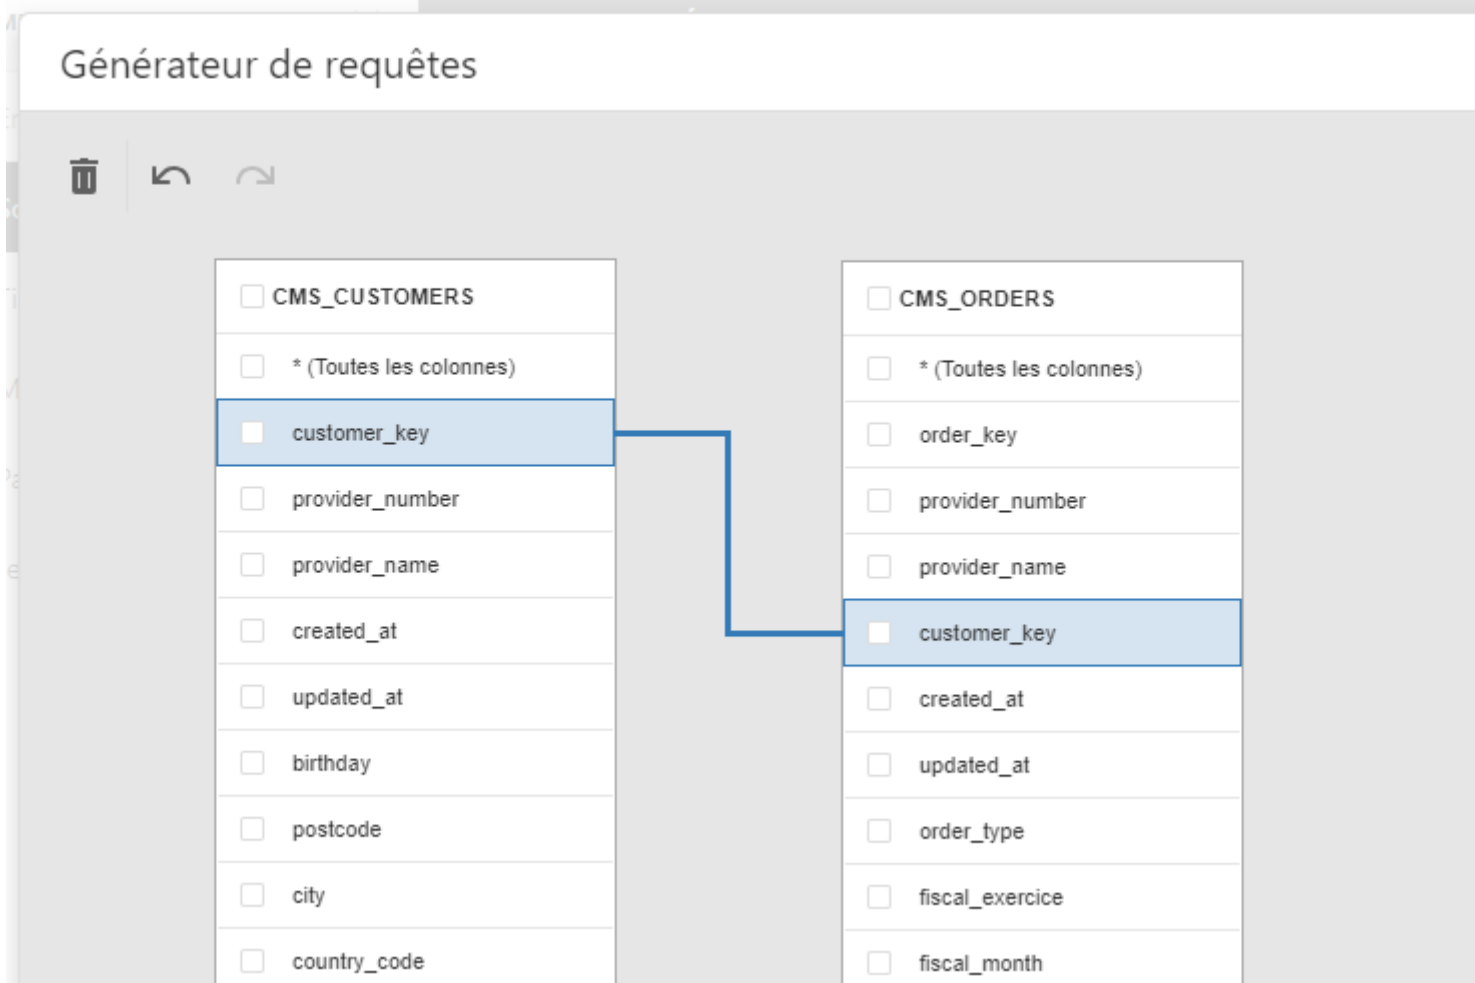 Générateur de requêtes
CMS_CUSTOMERS
* (Toutes les colonnes)
customer_key
provider_number
provider_name
created_at
updated_at
birthday
postcode
city
country_code
CMS_ORDERS
* (Toutes les colonnes)
order_key
provider_number
provider_name
customer_key
created_at
updated_at
order_type
fiscal_exercice
fiscal_month